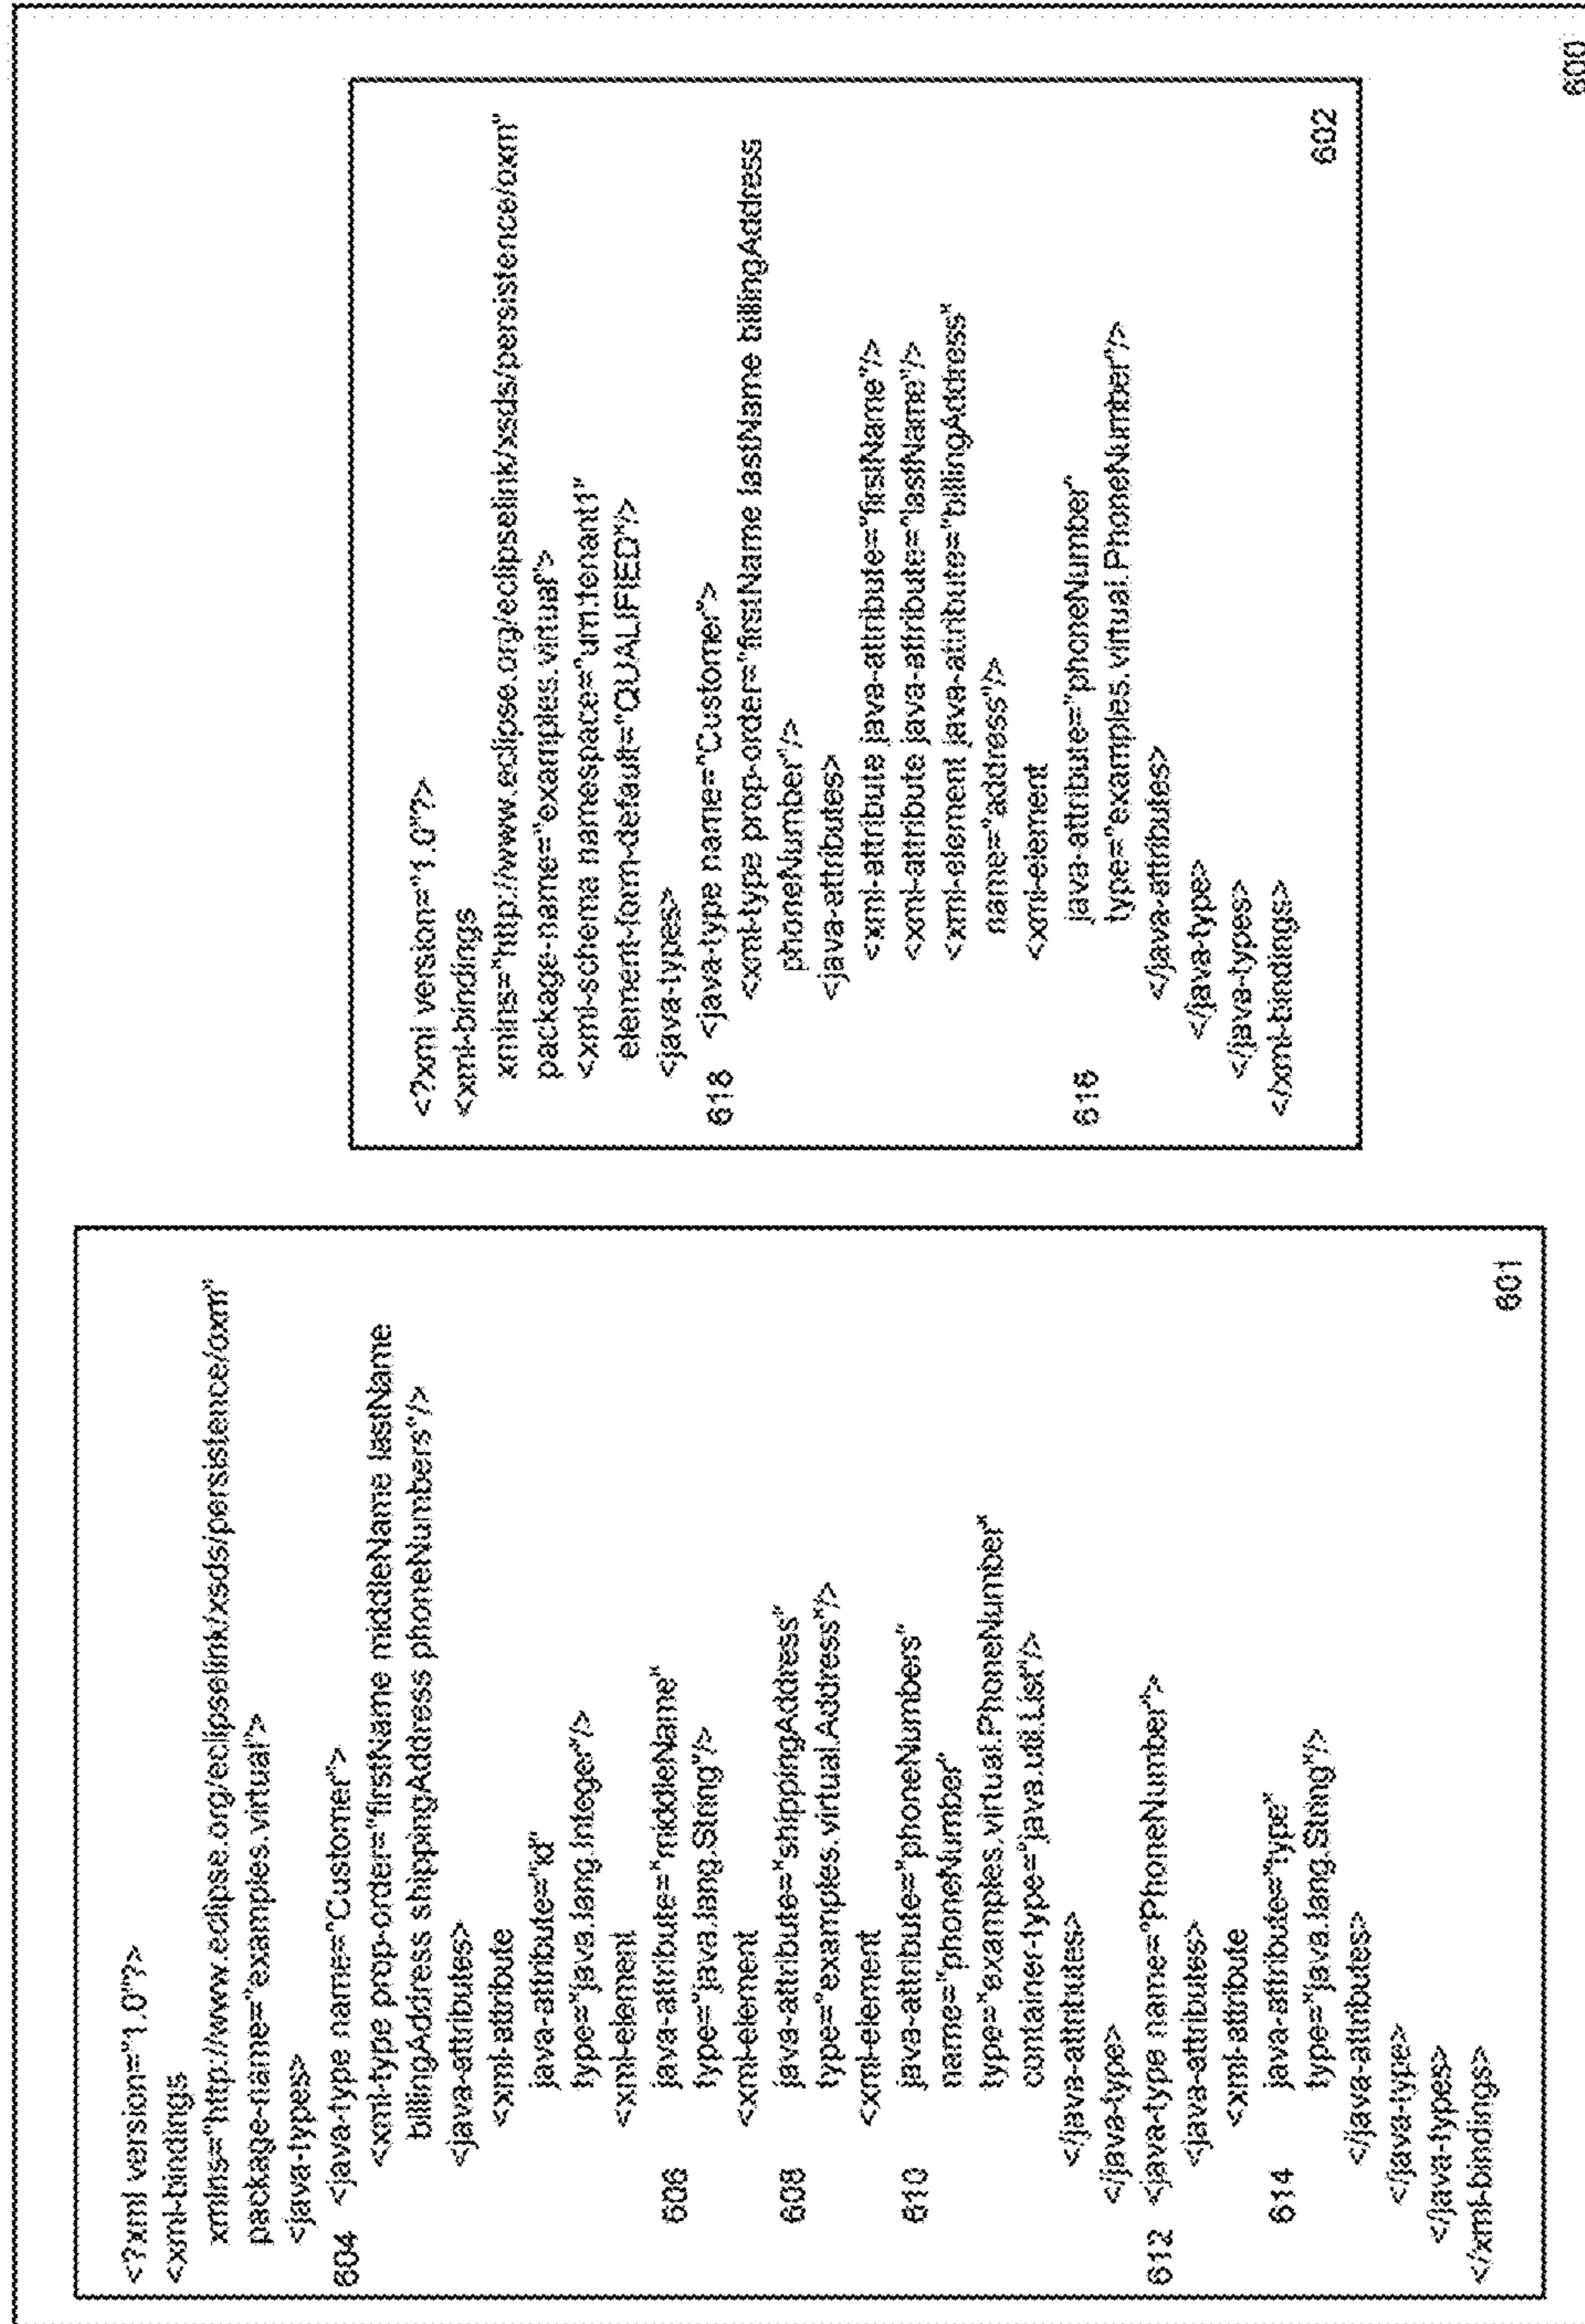 <?xml version="1.0"?>
<xml-bindings
xmlns="http://www.eclipse.org/eclipselink/xsds/persistence/oxm"
package-name="examples.virtual">
<java-types>
604 <java-type name="Customer">
<xml-type prop-order="firstName middleName lastName
billingAddress shippingAddress phoneNumbers"/>
<java-attributes>
<xml-attribute
java-attribute="id"
type="java.lang.Integer"/>
<xml-element
606 java-attribute="middleName"
type="java.lang.String"/>
<xml-element
608 java-attribute="shippingAddress"
type="examples.virtual.Address"/>
<xml-element
610 java-attribute="phoneNumbers"
name="phoneNumber"
type="examples.virtual.PhoneNumber"
container-type="java.util.List"/>
</java-attributes>
</java-type>
612 <java-type name="PhoneNumber">
<java-attributes>
<xml-attribute
614 java-attribute="type"
type="java.lang.String"/>
</java-attributes>
</java-type>
</java-types>
</xml-bindings>
601
<?xml version="1.0"?>
<xml-bindings
xmlns="http://www.eclipse.org/eclipselink/xsds/persistence/oxm"
package-name="examples.virtual">
<xml-schema namespace="urn:tenant1"
element-form-default="QUALIFIED"/>
<java-types>
618 <java-type name="Customer">
<xml-type prop-order="firstName lastName billingAddress
phoneNumber"/>
<java-attributes>
<xml-attribute java-attribute="firstName"/>
<xml-attribute java-attribute="lastName"/>
<xml-element java-attribute="billingAddress"
name="address"/>
<xml-element
616 java-attribute="phoneNumber"
type="examples.virtual.PhoneNumber"/>
</java-attributes>
</java-type>
</java-types>
</xml-bindings>
602
600